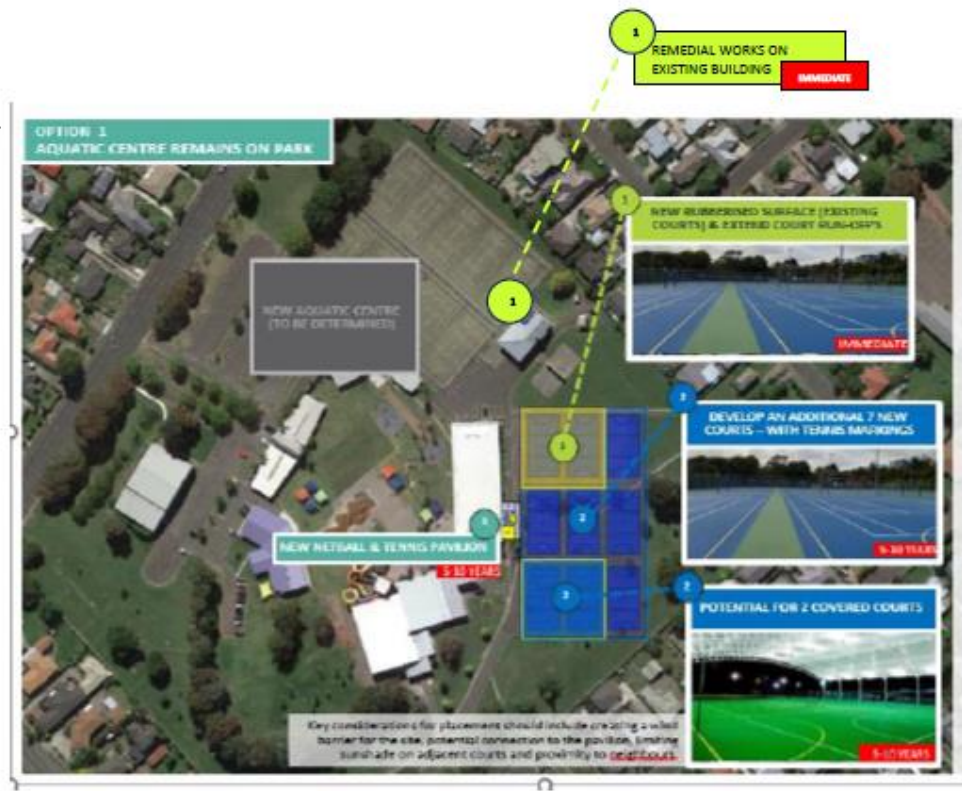 1
REMEDIAL WORKS ON
EXISTING BUILDING
IMMEDIATE
OPTION 1
AQUATIC CENTRE REMAINS ON PARK
1
NEW RUBBERISED SURFACE (EXISTING
COURTS) & EXTEND COURT RUN-OFFS
IMMEDIATE
NEW AQUATIC CENTRE
(TO BE DETERMINED)
1
2
DEVELOP AN ADDITIONAL 7 NEW
COURTS – WITH TENNIS MARKINGS
5-10 YEARS
1
2
3
NEW NETBALL & TENNIS PAVILION
5-10 YEARS
2
2
POTENTIAL FOR 2 COVERED COURTS
5-10 YEARS
Key considerations for placement should include creating a wind
barrier for the site, potential connection to the pavilion, limiting
sunshade on adjacent courts and proximity to neighbours.